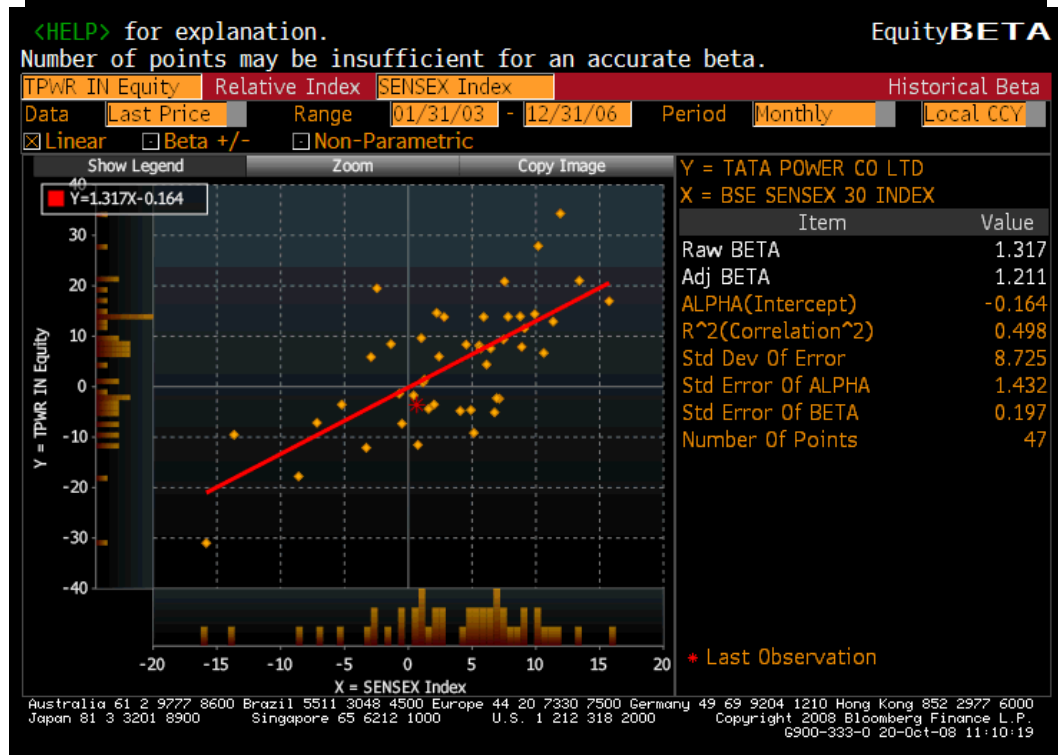 <HELP> for explanation. EquityBETA
Number of points may be insufficient for an accurate beta.
TPWR IN Equity Relative Index SENSEX Index Historical Beta
Data Last Price Range 01/31/03 - 12/31/06 Period Monthly Local CCY
Linear Beta +/- Non-Parametric
Show Legend Zoom Copy Image
Y = TATA POWER CO LTD
X = BSE SENSEX 30 INDEX
Item Value
Raw BETA 1.317
Adj BETA 1.211
ALPHA(Intercept) -0.164
R^2(Correlation^2) 0.498
Std Dev Of Error 8.725
Std Error Of ALPHA 1.432
Std Error Of BETA 0.197
Number Of Points 47
* Last Observation
40
Y=1.317X-0.164
30
20
10
0
-10
-20
-30
-40
Y = TPWR IN Equity
-20 -15 -10 -5 0 5 10 15 20
X = SENSEX Index
Australia 61 2 9777 8600 Brazil 5511 3048 4500 Europe 44 20 7330 7500 Germany 49 69 9204 1210 Hong Kong 852 2977 6000
Japan 81 3 3201 8900 Singapore 65 6212 1000 U.S. 1 212 318 2000 Copyright 2008 Bloomberg Finance L.P.
G900-333-0 20-Oct-08 11:10:19